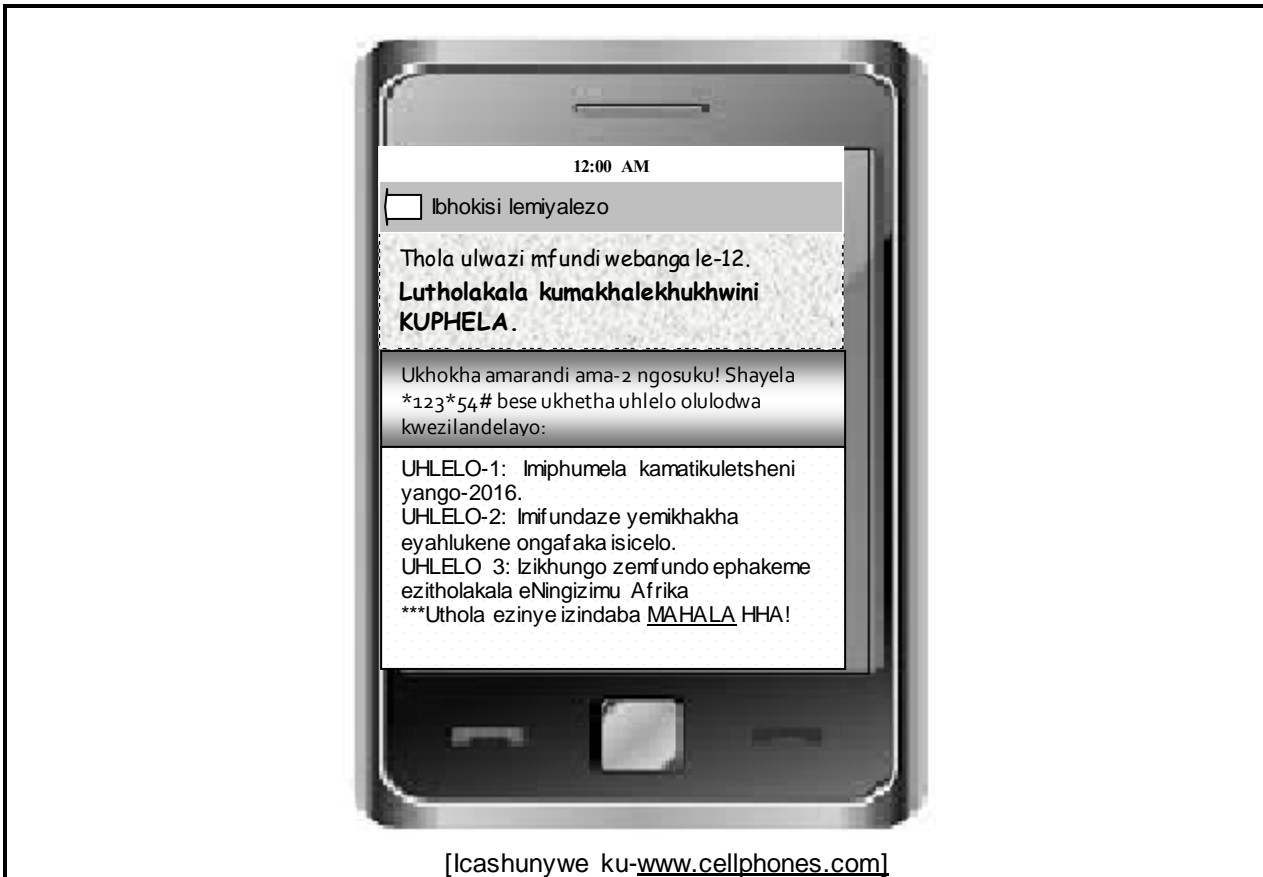 12:00 AM
Ibhokisi lemiyalezo
Thola ulwazi mfundi webanga le-12.
Lutholakala kumakhalekhukhwini
KUPHELA.
Ukhokha amarandi ama-2 ngosuku! Shayela
*123*54# bese ukhetha uhlelo olulodwa
kwezilandelayo:
UHLELO-1: Imiphumela kamatikuletsheni
yango-2016.
UHLELO-2: Imifundaze yemikhakha
eyahlukene ongafaka isicelo.
UHLELO 3: Izikhungo zemfundo ephakeme
ezitholakala eNingizimu Afrika
***Uthola ezinye izindaba MAHALA HHA!
[Icashunywe ku-www.cellphones.com]